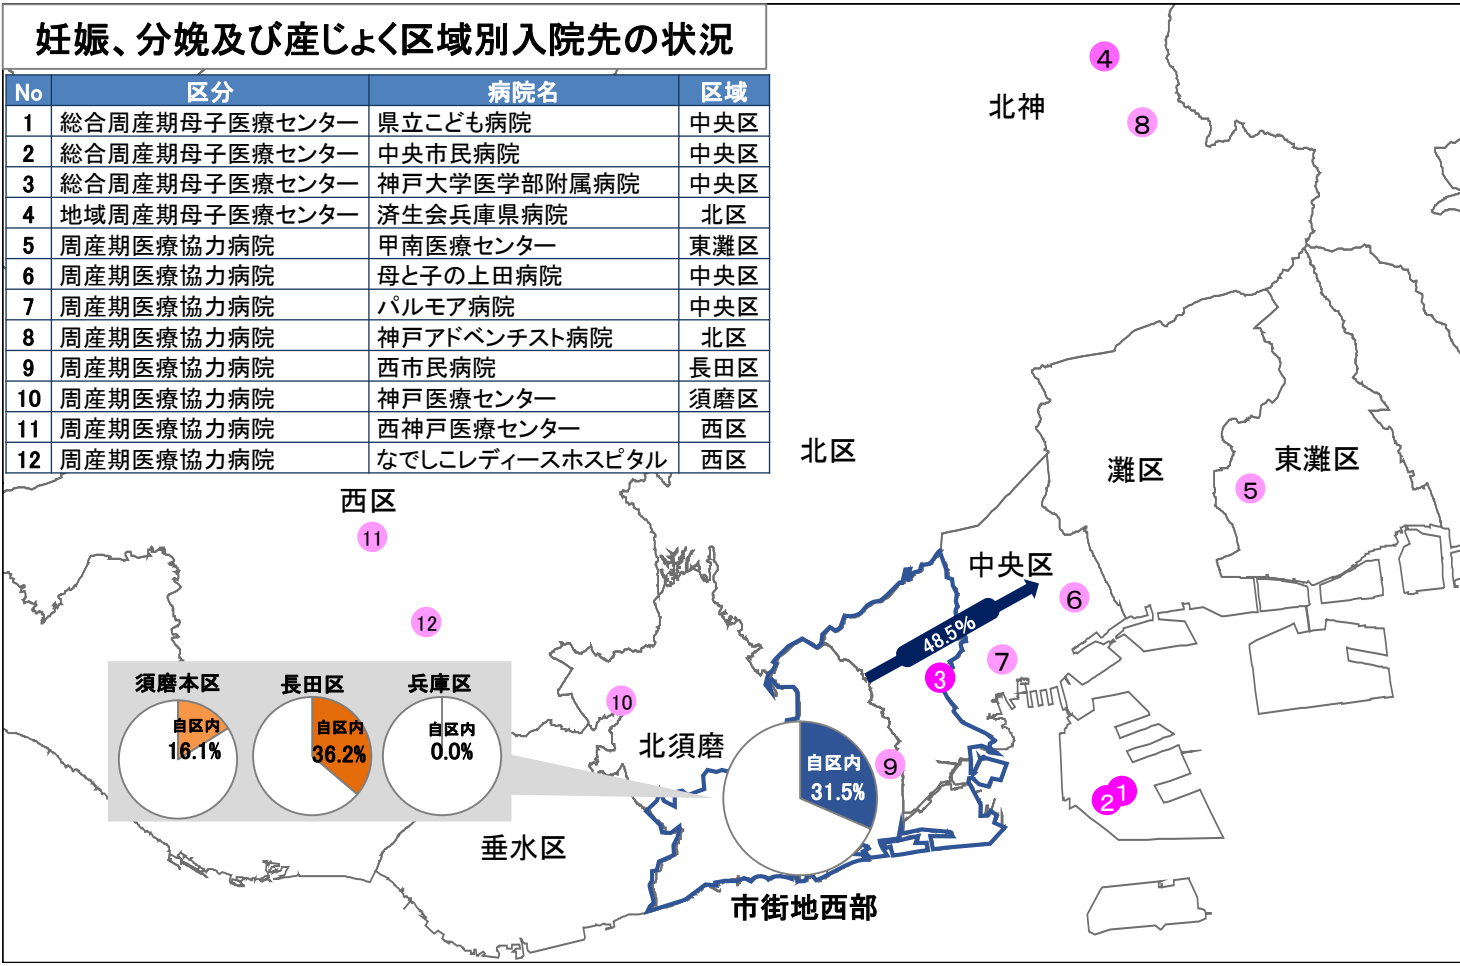 妊娠、分娩及び産じょく区域別入院先の状況
No 区分 病院名 区域
1 総合周産期母子医療センター 県立こども病院 中央区
2 総合周産期母子医療センター 中央市民病院 中央区
3 総合周産期母子医療センター 神戸大学医学部附属病院 中央区
4 地域周産期母子医療センター 済生会兵庫県病院 北区
5 周産期医療協力病院 甲南医療センター 東灘区
6 周産期医療協力病院 母と子の上田病院 中央区
7 周産期医療協力病院 パルモア病院 中央区
8 周産期医療協力病院 神戸アドベンチスト病院 北区
9 周産期医療協力病院 西市民病院 長田区
10 周産期医療協力病院 神戸医療センター 須磨区
11 周産期医療協力病院 西神戸医療センター 西区
12 周産期医療協力病院 なでしこレディースホスピタル 西区
4
北神
8
北区
灘区
東灘区
5
西区
11
12
中央区
6
48.5%
7
3
10
北須磨
9
自区内
31.5%
1
2
須磨本区
自区内
16.1%
長田区
自区内
36.2%
兵庫区
自区内
0.0%
垂水区
市街地西部